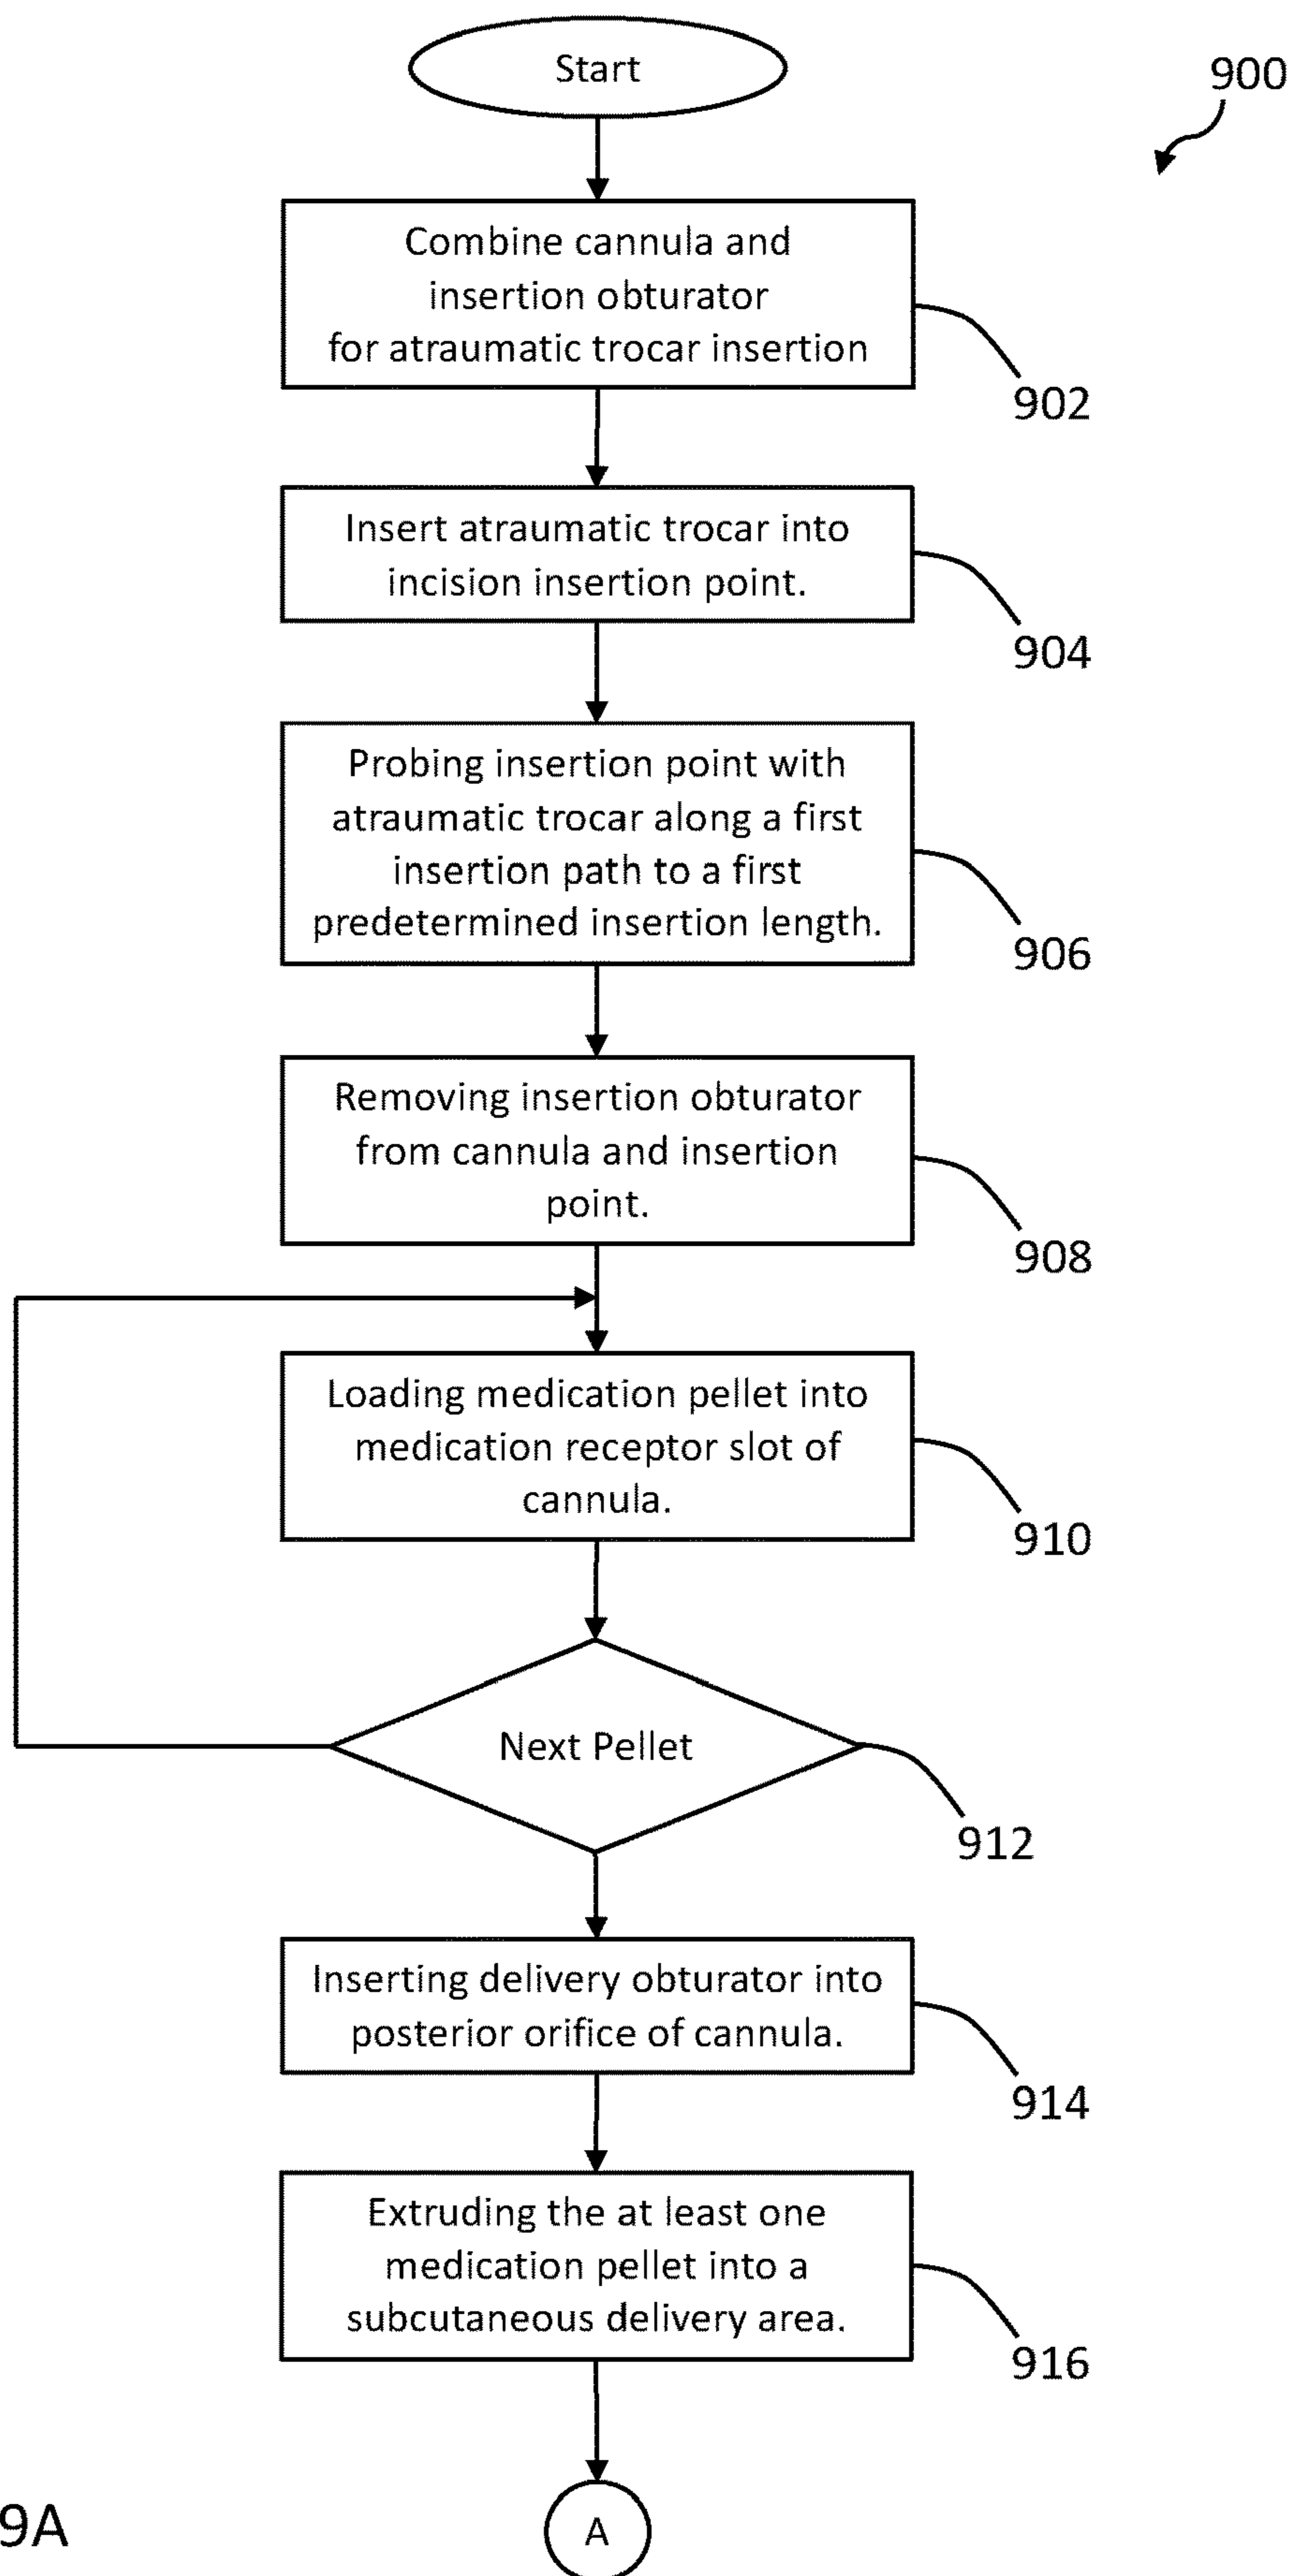 Start
900
Combine cannula and
insertion obturator
for atraumatic trocar insertion
902
Insert atraumatic trocar into
incision insertion point.
904
Probing insertion point with
atraumatic trocar along a first
insertion path to a first
predetermined insertion length.
906
Removing insertion obturator
from cannula and insertion
point.
908
Loading medication pellet into
medication receptor slot of
cannula.
910
Next Pellet
912
Inserting delivery obturator into
posterior orifice of cannula.
914
Extruding the at least one
medication pellet into a
subcutaneous delivery area.
916
9A
A